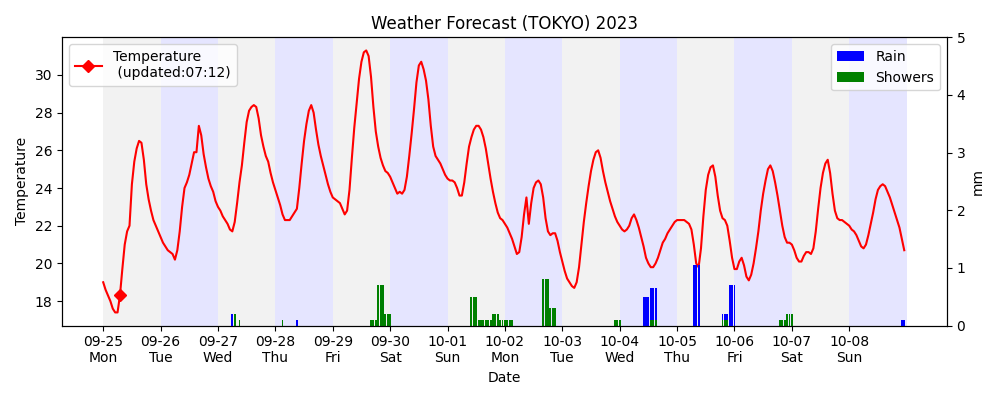 Weather Forecast (TOKYO) 2023
Temperature
(updated:07:12)
Rain
Showers
30
28
26
24
22
20
18
Temperature
5
4
3
2
1
0
mm
09-25 09-26 09-27 09-28 09-29 09-30 10-01 10-02 10-03 10-04 10-05 10-06 10-07 10-08
Mon Tue Wed Thu Fri Sat Sun Mon Tue Wed Thu Fri Sat Sun
Date